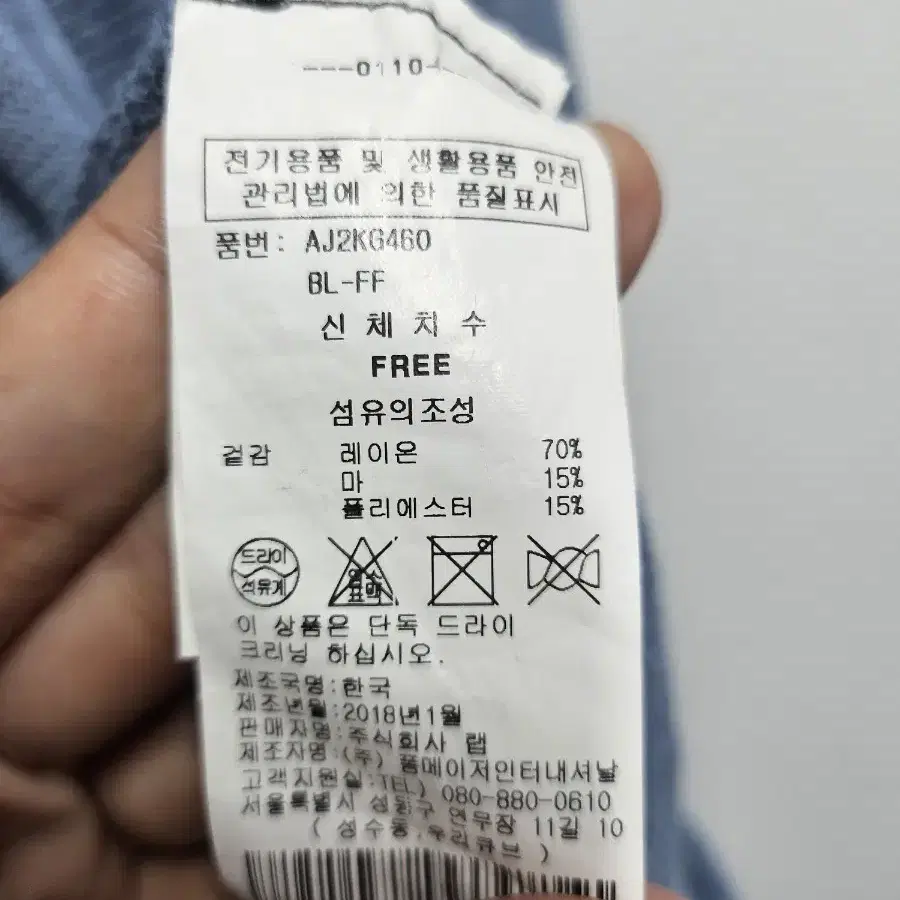 ---0110-
전기용품 및 생활용품 안전
관리법에 의한 품질표시
품번: AJ2KG460
BL-FF
신체치수
FREE
섬유의조성
겉감 레이온 70%
마 15%
폴리에스터 15%
드라이
석유계
염소
표백
이 상품은 단독 드라이
크리닝 하십시오.
제조국명:한국
제조년월:2018년1월
판매자명:주식회사 랩
제조자명:(주) 폼메이저인터내셔날
고객지원실:TEL) 080-880-0610
서울특별시 성동구 연무장 11길 10
(성수동,우리큐브)